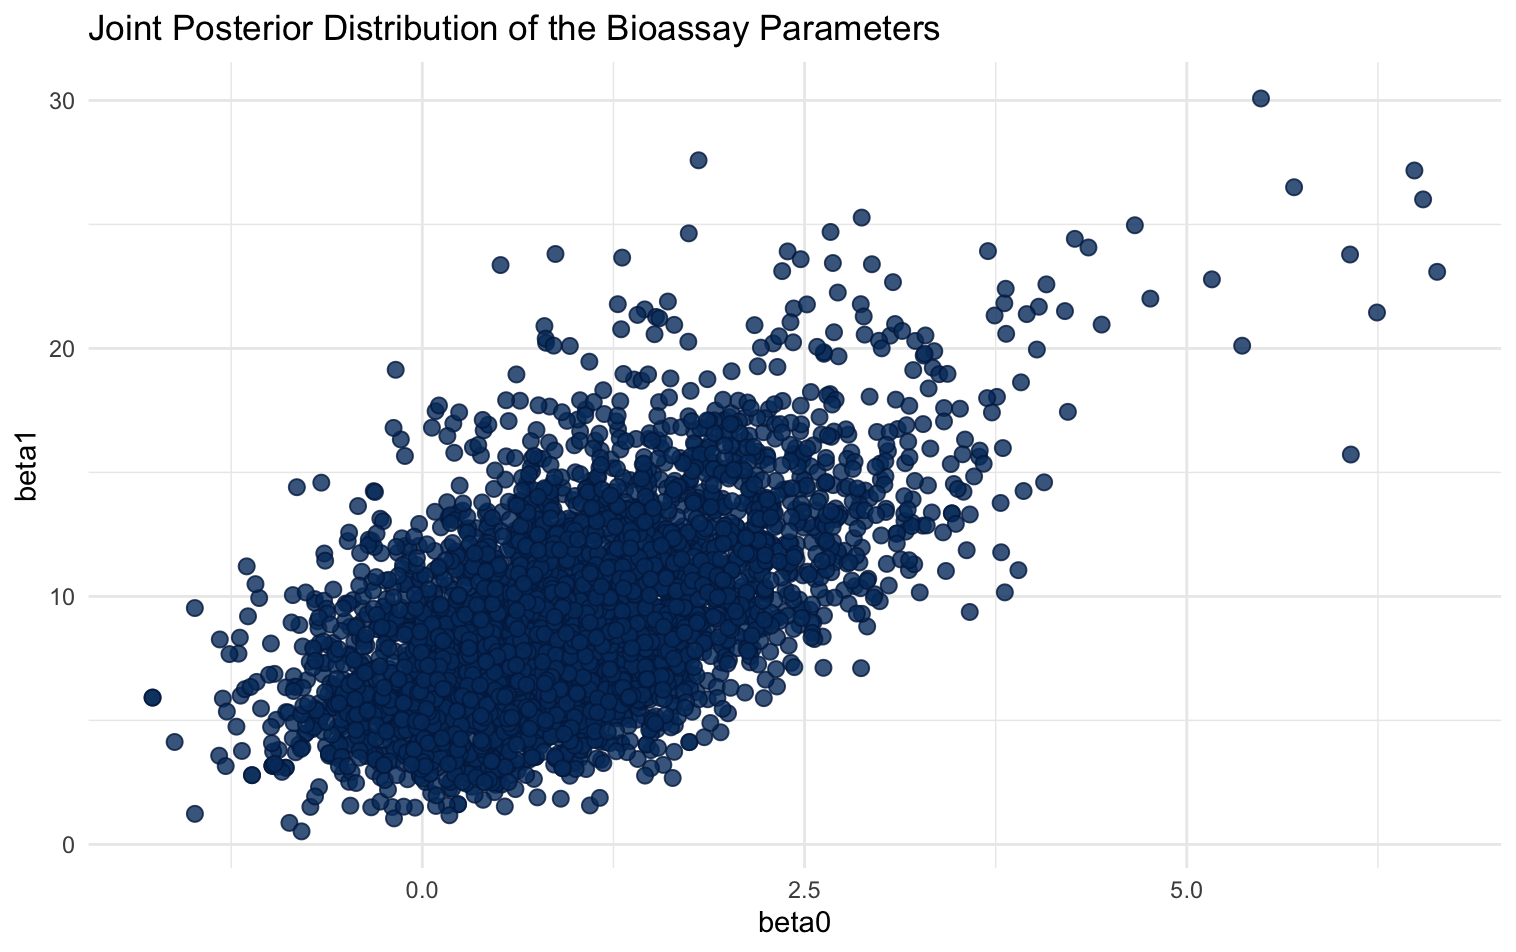 Joint Posterior Distribution of the Bioassay Parameters
30
20
10
0
beta1
0.0 2.5 5.0
beta0